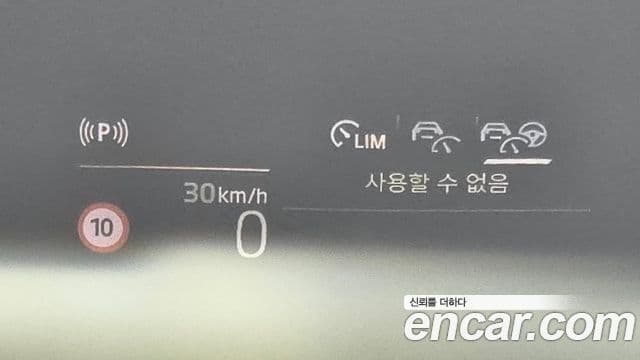 ((P))
LIM
사용할 수 없음
30km/h
10
0
신뢰를 더하다
encar.com